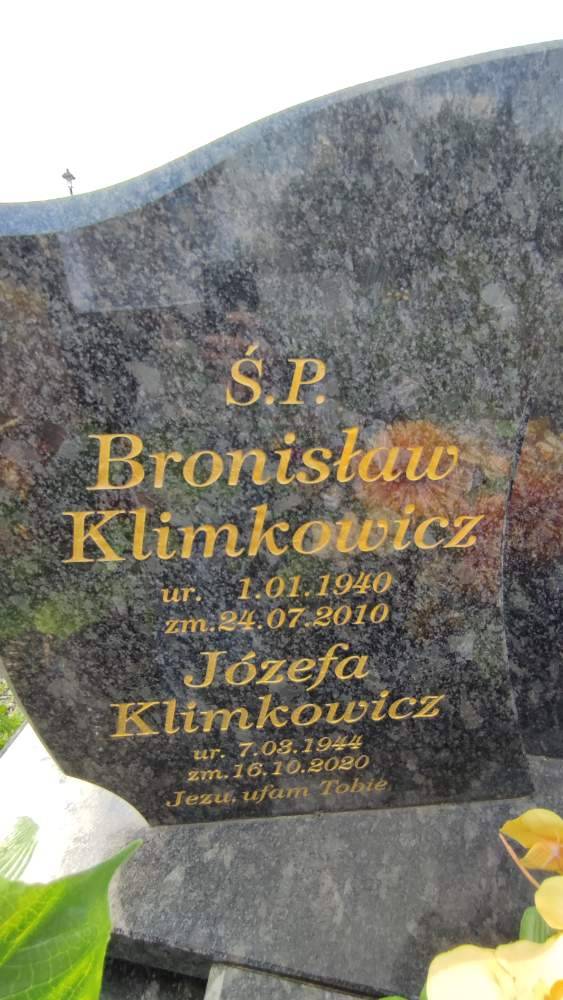 Ś.P.
Bronisław
Klimkowicz
ur. 1.01.1940
zm.24.07.2010
Józefa
Klimkowicz
ur. 7.03.1944
zm.16.10.2020
Jezu, ufam Tobie